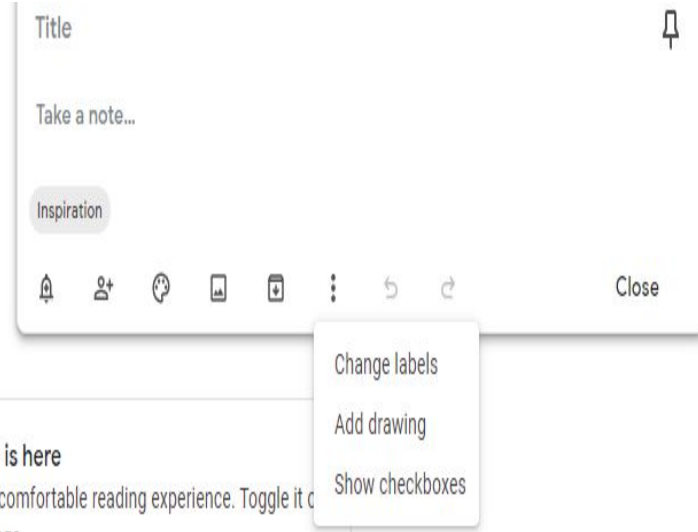 Title
Take a note...
Inspiration
Close
Change labels
Add drawing
Show checkboxes
is here
comfortable reading experience. Toggle it